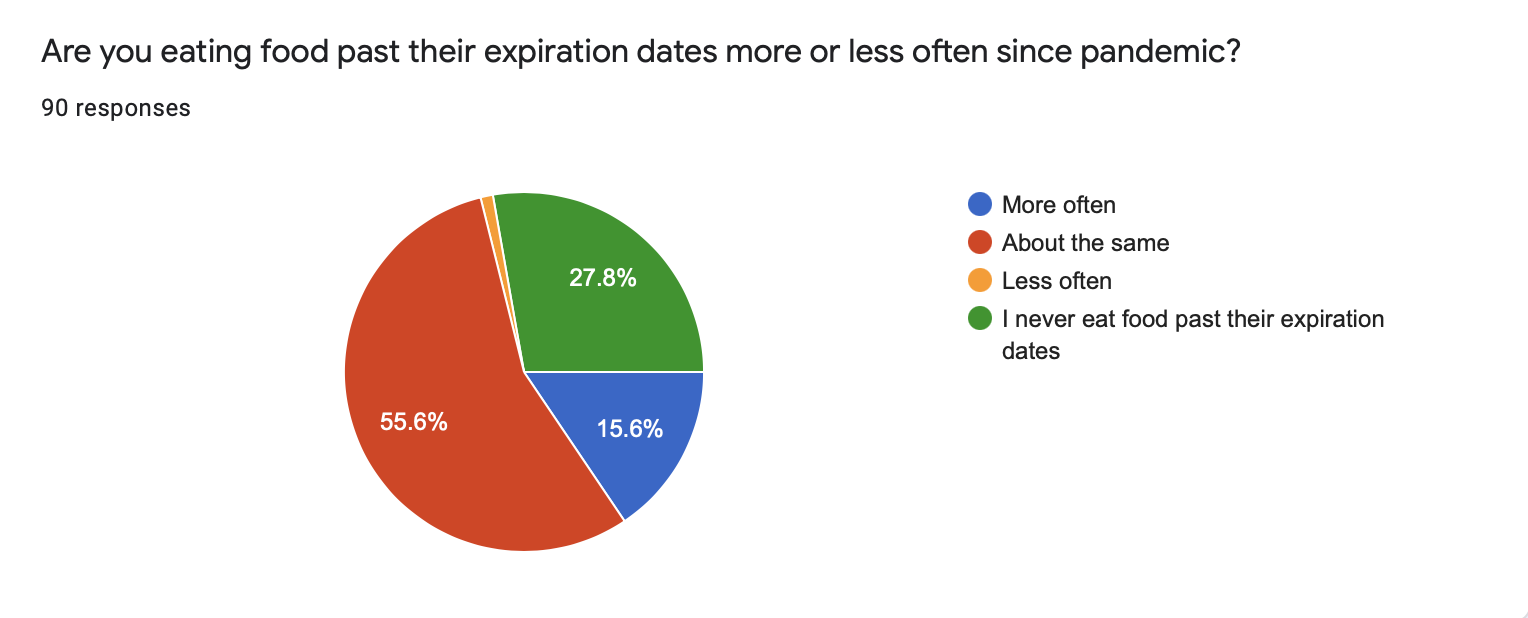 Are you eating food past their expiration dates more or less often since pandemic?
90 responses
27.8%
55.6%
15.6%
More often
About the same
Less often
I never eat food past their expiration
dates